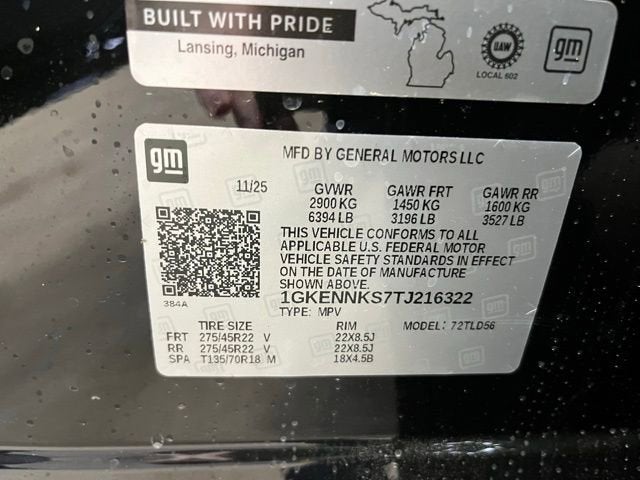 BUILT WITH PRIDE
Lansing, Michigan
UAW
LOCAL 602
gm
gm
MFD BY GENERAL MOTORS LLC
11/25 GVWR GAWR FRT GAWR RR
2900 KG 1450 KG 1600 KG
6394 LB 3196 LB 3527 LB
THIS VEHICLE CONFORMS TO ALL
APPLICABLE U.S. FEDERAL MOTOR
VEHICLE SAFETY STANDARDS IN EFFECT
ON THE DATE OF MANUFACTURE
SHOWN ABOVE.
384A
1GKENNKS7TJ216322
TYPE: MPV
TIRE SIZE RIM MODEL: 72TLD56
FRT 275/45R22 V 22X8.5J
RR 275/45R22 V 22X8.5J
SPA T135/70R18 M 18X4.5B